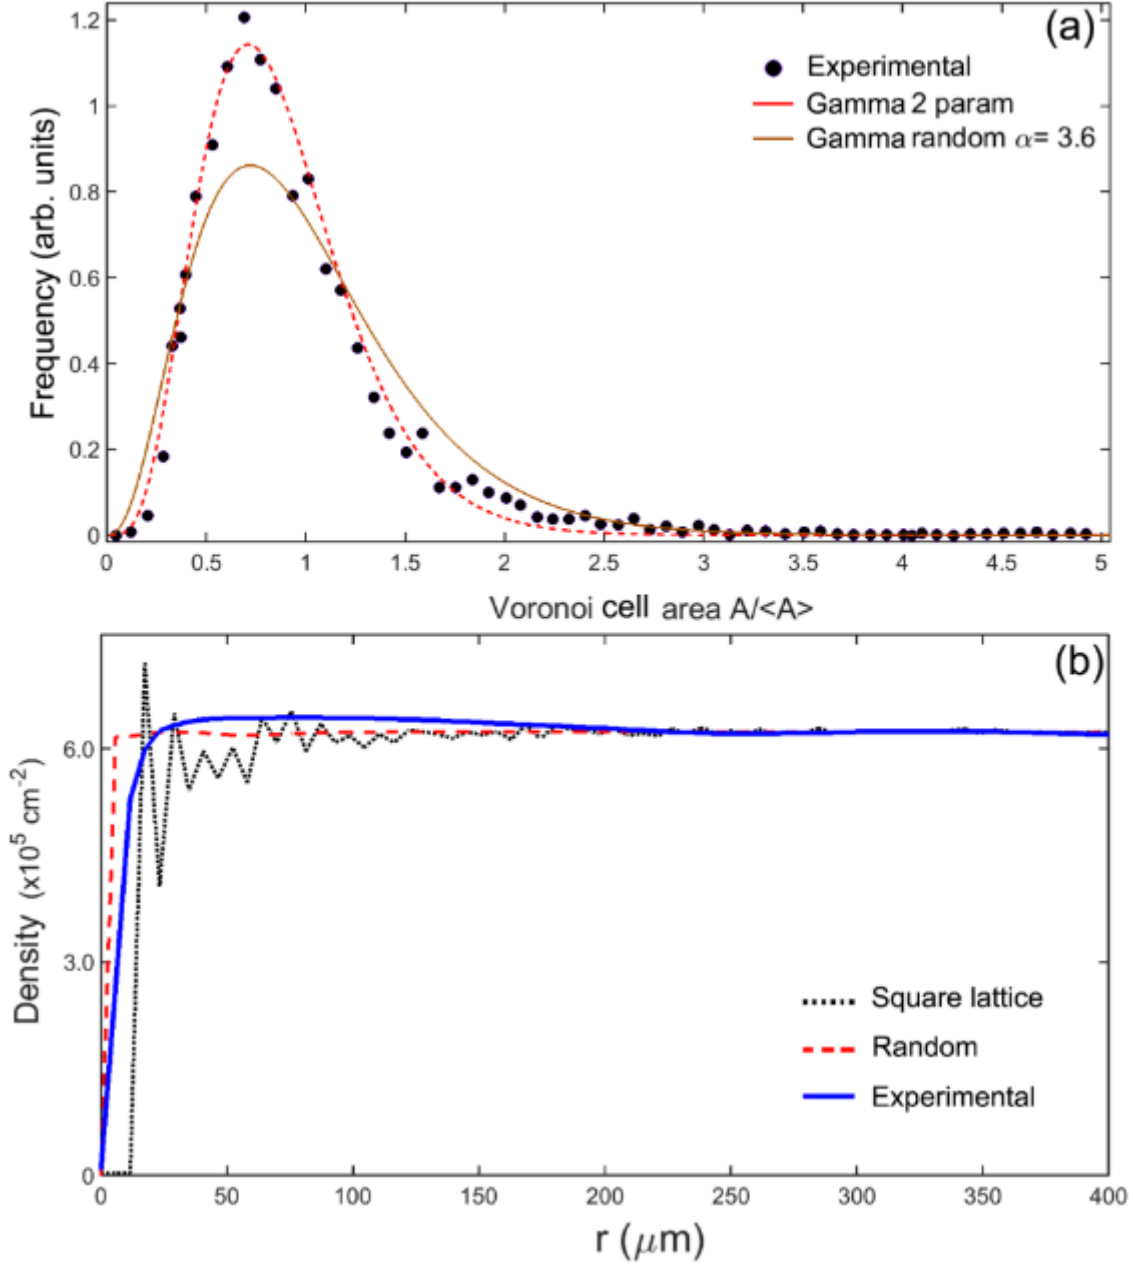 (a)
Experimental
Gamma 2 param
Gamma random α= 3.6
Frequency (arb. units)
1.2
1
0.8
0.6
0.4
0.2
0
0 0.5 1 1.5 2 2.5 3 3.5 4 4.5 5
Voronoi cell area A/<A>
(b)
Density (x10⁵ cm⁻²)
6.0
3.0
0
Square lattice
Random
Experimental
0 50 100 150 200 250 300 350 400
r (μm)